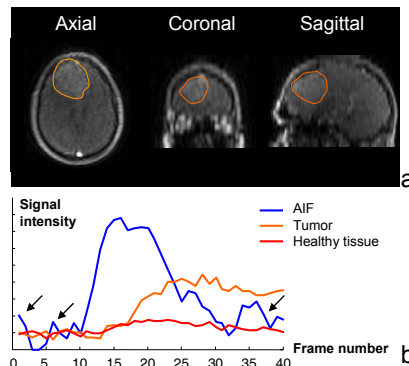 Axial Coronal Sagittal
a
Signal
intensity
AIF
Tumor
Healthy tissue
0 5 10 15 20 25 30 35 40
Frame number
b